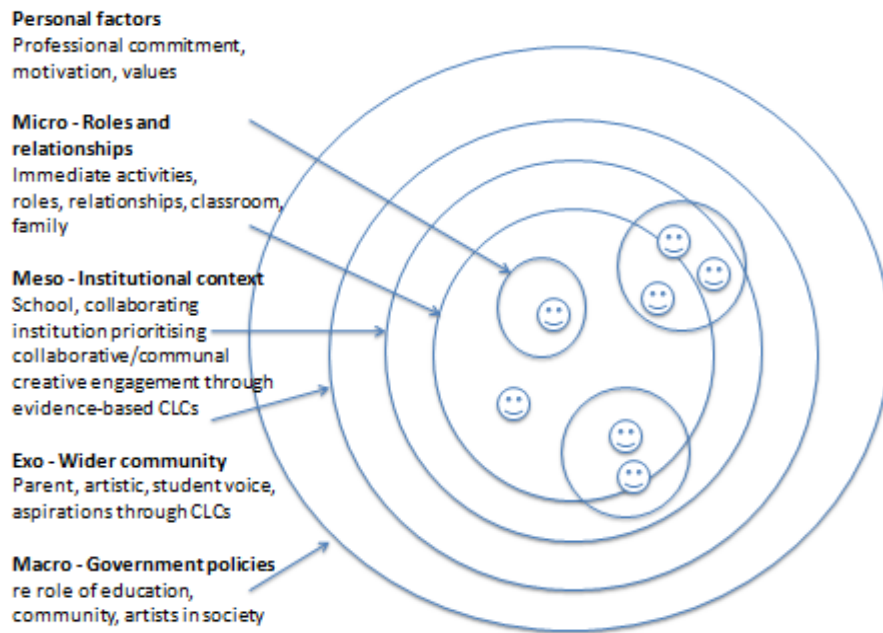 Personal factors
Professional commitment,
motivation, values
Micro - Roles and
relationships
Immediate activities,
roles, relationships, classroom,
family
Meso - Institutional context
School, collaborating
institution prioritising
collaborative/communal
creative engagement through
evidence-based CLCs
Exo - Wider community
Parent, artistic, student voice,
aspirations through CLCs
Macro - Government policies
re role of education,
community, artists in society